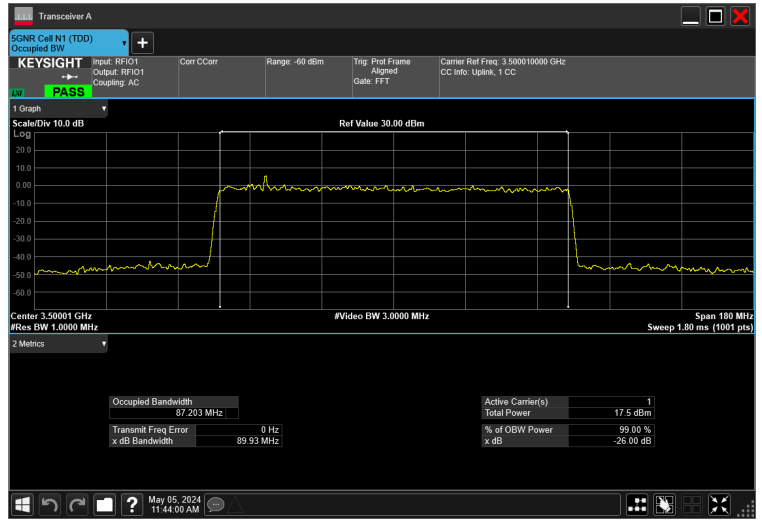 Transceiver A
5GNR Cell N1 (TDD)
Occupied BW
KEYSIGHT
Input: RFIO1
Output: RFIO1
Coupling: AC
Corr CCorr
Range: -60 dBm
Trig: Prot Frame
Aligned
Gate: FFT
Carrier Ref Freq: 3.500010000 GHz
CC Info: Uplink, 1 CC
LXI
PASS
1 Graph
Scale/Div 10.0 dB
Ref Value 30.00 dBm
Log
20.0
10.0
0.00
-10.0
-20.0
-30.0
-40.0
-50.0
-60.0
Center 3.50001 GHz
#Video BW 3.0000 MHz
Span 180 MHz
#Res BW 1.0000 MHz
Sweep 1.80 ms (1001 pts)
2 Metrics
Occupied Bandwidth
87.203 MHz
Transmit Freq Error 0 Hz
x dB Bandwidth 89.93 MHz
Active Carrier(s) 1
Total Power 17.5 dBm
% of OBW Power 99.00 %
x dB -26.00 dB
?
May 05, 2024
11:44:00 AM